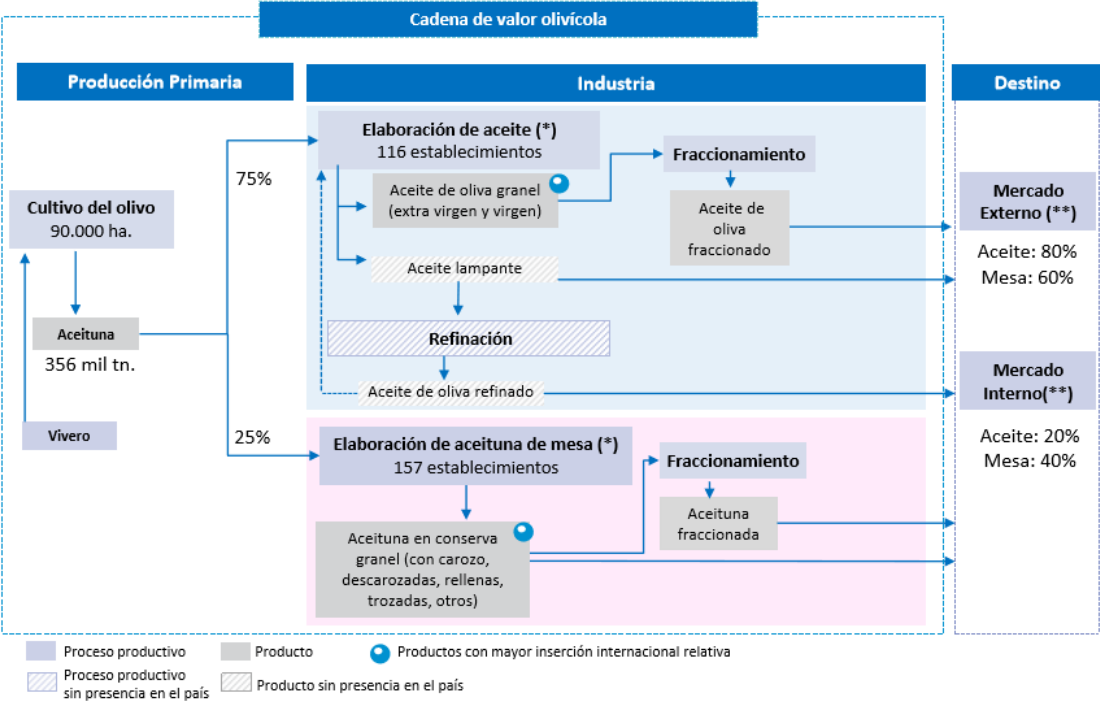 Cadena de valor olivícola
Producción Primaria
Industria
Destino
Elaboración de aceite (*)
116 establecimientos
75%
Aceite de oliva granel
(extra virgen y virgen)
Fraccionamiento
Aceite de
oliva
fraccionado
Cultivo del olivo
90.000 ha.
Mercado
Externo (**)
Aceite: 80%
Mesa: 60%
Aceite lampante
Aceituna
356 mil tn.
Refinación
Aceite de oliva refinado
Mercado
Interno(**)
Aceite: 20%
Mesa: 40%
Vivero
25%
Elaboración de aceituna de mesa (*)
157 establecimientos
Fraccionamiento
Aceituna
fraccionada
Aceituna en conserva
granel (con carozo,
descarozadas, rellenas,
trozadas, otros)
Proceso productivo
Producto
Productos con mayor inserción internacional relativa
Proceso productivo
sin presencia en el país
Producto sin presencia en el país